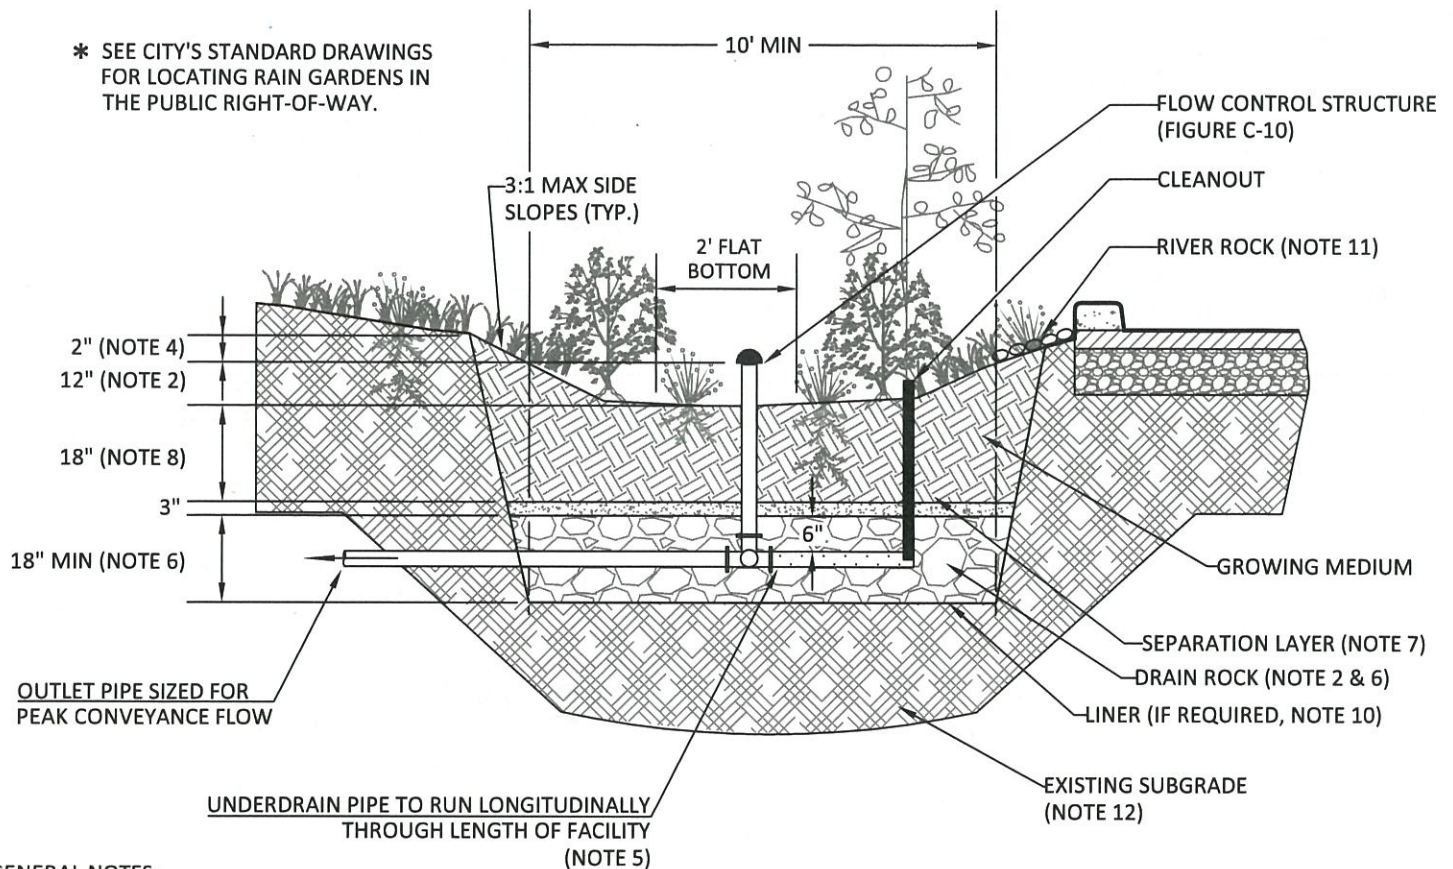 * SEE CITY'S STANDARD DRAWINGS
FOR LOCATING RAIN GARDENS IN
THE PUBLIC RIGHT-OF-WAY.
10' MIN
FLOW CONTROL STRUCTURE
(FIGURE C-10)
3:1 MAX SIDE
SLOPES (TYP.)
CLEANOUT
2' FLAT
BOTTOM
RIVER ROCK (NOTE 11)
2" (NOTE 4)
12" (NOTE 2)
18" (NOTE 8)
3"
6"
18" MIN (NOTE 6)
GROWING MEDIUM
SEPARATION LAYER (NOTE 7)
DRAIN ROCK (NOTE 2 & 6)
LINER (IF REQUIRED, NOTE 10)
OUTLET PIPE SIZED FOR
PEAK CONVEYANCE FLOW
EXISTING SUBGRADE
(NOTE 12)
UNDERDRAIN PIPE TO RUN LONGITUDINALLY
THROUGH LENGTH OF FACILITY
(NOTE 5)
GENERAL NOTES